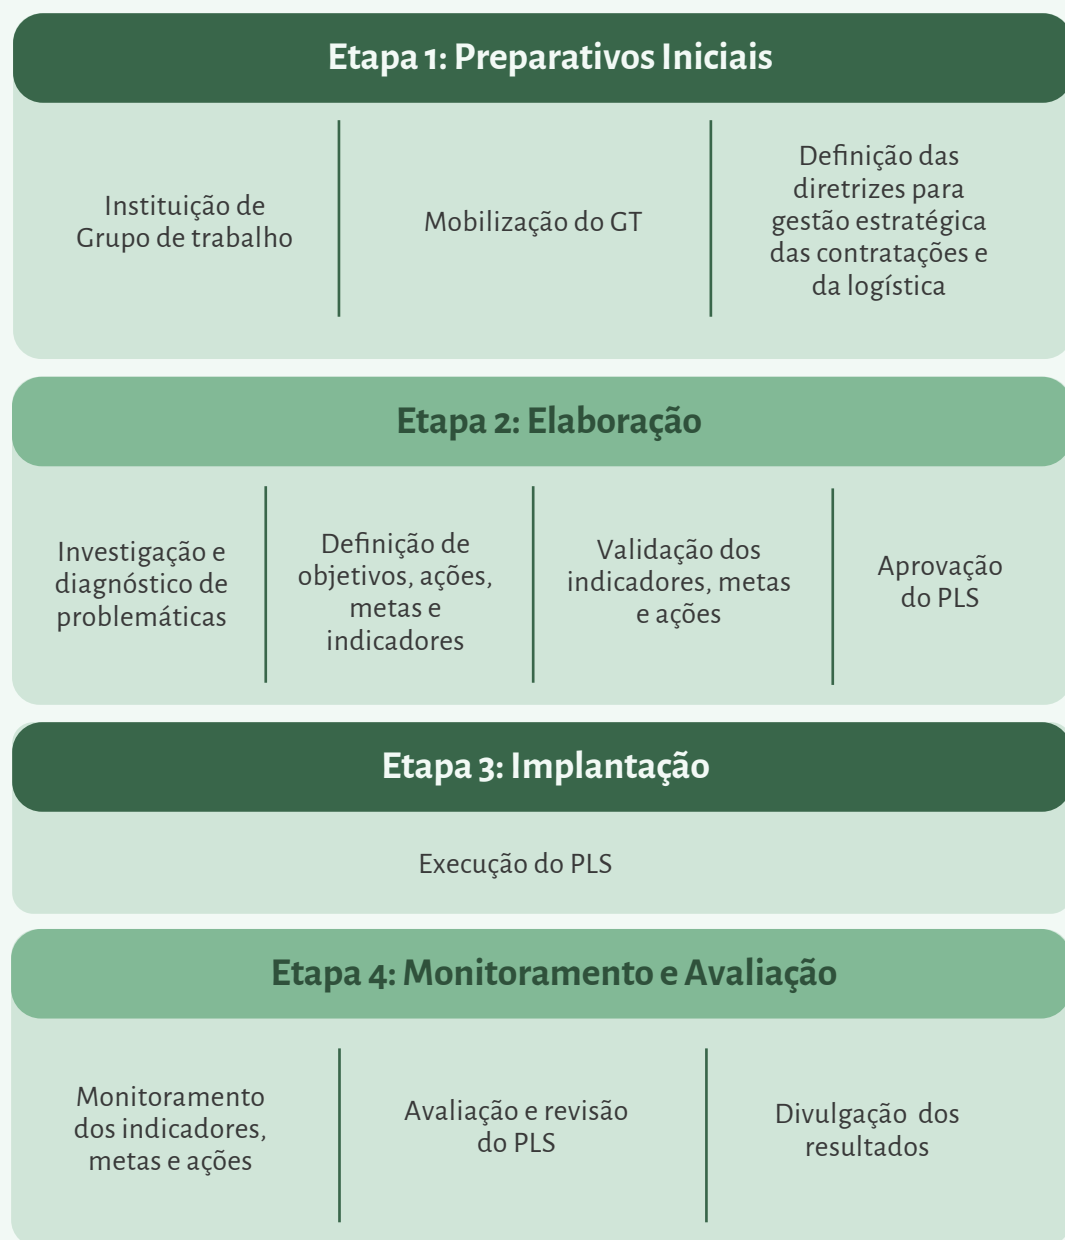 Etapa 1: Preparativos Iniciais
Instituição de
Grupo de trabalho
Mobilização do GT
Definição das
diretrizes para
gestão estratégica
das contratações e
da logística
Etapa 2: Elaboração
Investigação e
diagnóstico de
problemáticas
Definição de
objetivos, ações,
metas e
indicadores
Validação dos
indicadores, metas
e ações
Aprovação
do PLS
Etapa 3: Implantação
Execução do PLS
Etapa 4: Monitoramento e Avaliação
Monitoramento
dos indicadores,
metas e ações
Avaliação e revisão
do PLS
Divulgação dos
resultados